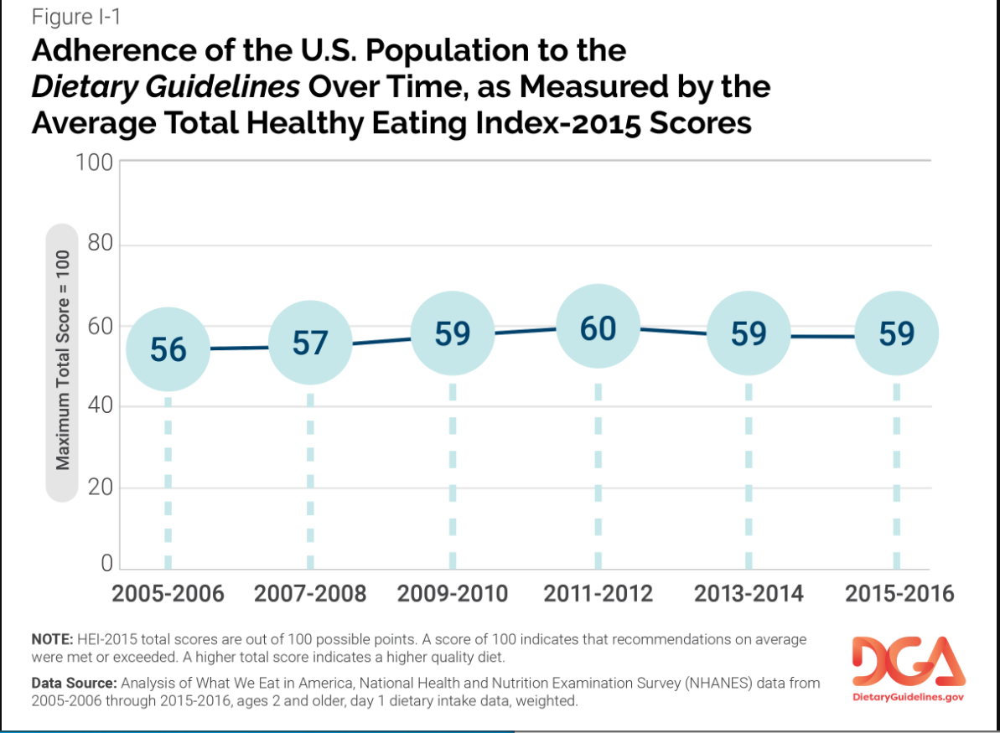 Figure I-1
Adherence of the U.S. Population to the
Dietary Guidelines Over Time, as Measured by the
Average Total Healthy Eating Index-2015 Scores
Maximum Total Score = 100
100
80
60
40
20
0
56
57
59
60
59
59
2005-2006
2007-2008
2009-2010
2011-2012
2013-2014
2015-2016
NOTE: HEI-2015 total scores are out of 100 possible points. A score of 100 indicates that recommendations on average
were met or exceeded. A higher total score indicates a higher quality diet.
Data Source: Analysis of What We Eat in America, National Health and Nutrition Examination Survey (NHANES) data from
2005-2006 through 2015-2016, ages 2 and older, day 1 dietary intake data, weighted.
DGA
DietaryGuidelines.gov